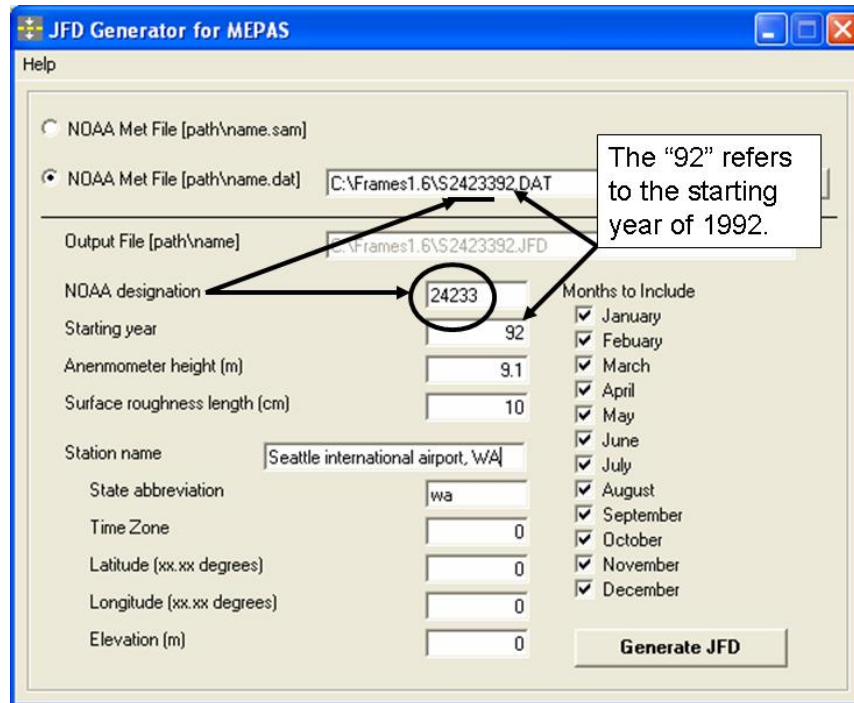 JFD Generator for MEPAS
Help
NOAA Met File [path\name.sam]
NOAA Met File [path\name.dat]
C:\Frames1.6\S2423392.DAT
The “92” refers
to the starting
year of 1992.
Output File [path\name]
C:\Frames1.6\S2423392.JFD
NOAA designation
24233
Starting year
92
Anenmometer height (m)
9.1
Surface roughness length (cm)
10
Station name
Seattle international airport, WA
State abbreviation
wa
Time Zone
0
Latitude (xx.xx degrees)
0
Longitude (xx.xx degrees)
0
Elevation (m)
0
Months to Include
January
Febuary
March
April
May
June
July
August
September
October
November
December
Generate JFD